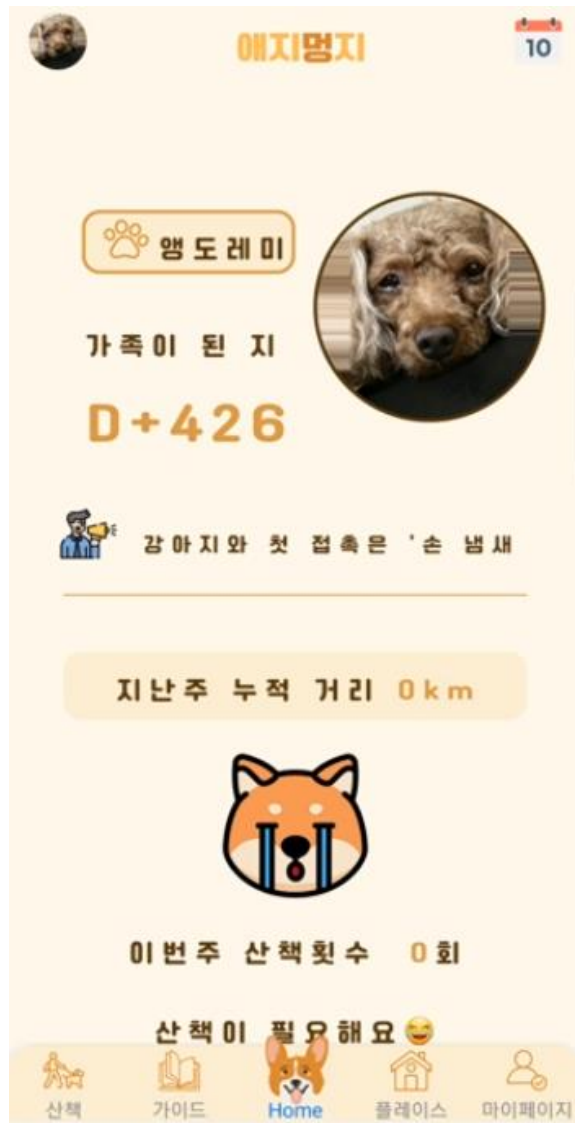 애지멍지
10
앵도레미
가족이 된 지
D+426
강아지와 첫 접촉은 '손 냄새
지난주 누적 거리 0km
이번주 산책횟수 0회
산책이 필요해요😂
산책 가이드 Home 플레이스 마이페이지